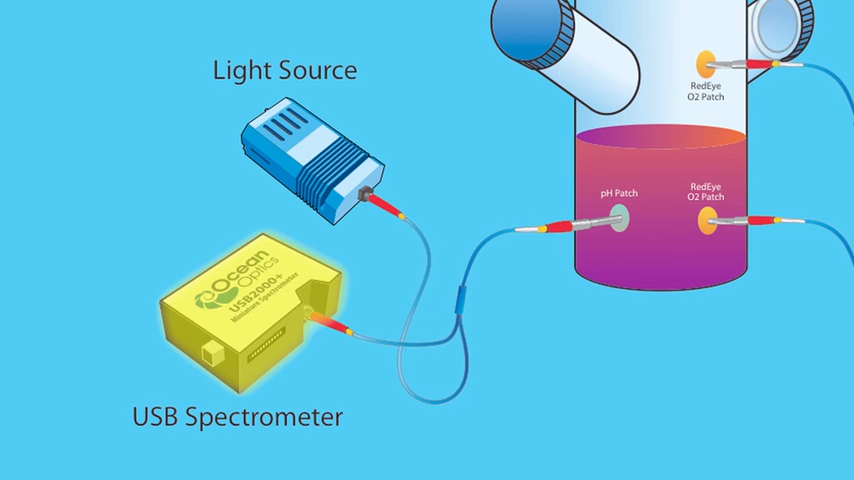 Light Source
RedEye
O2 Patch
pH Patch
RedEye
O2 Patch
Ocean
Optics
USB2000+
Miniature Spectrometer
USB Spectrometer